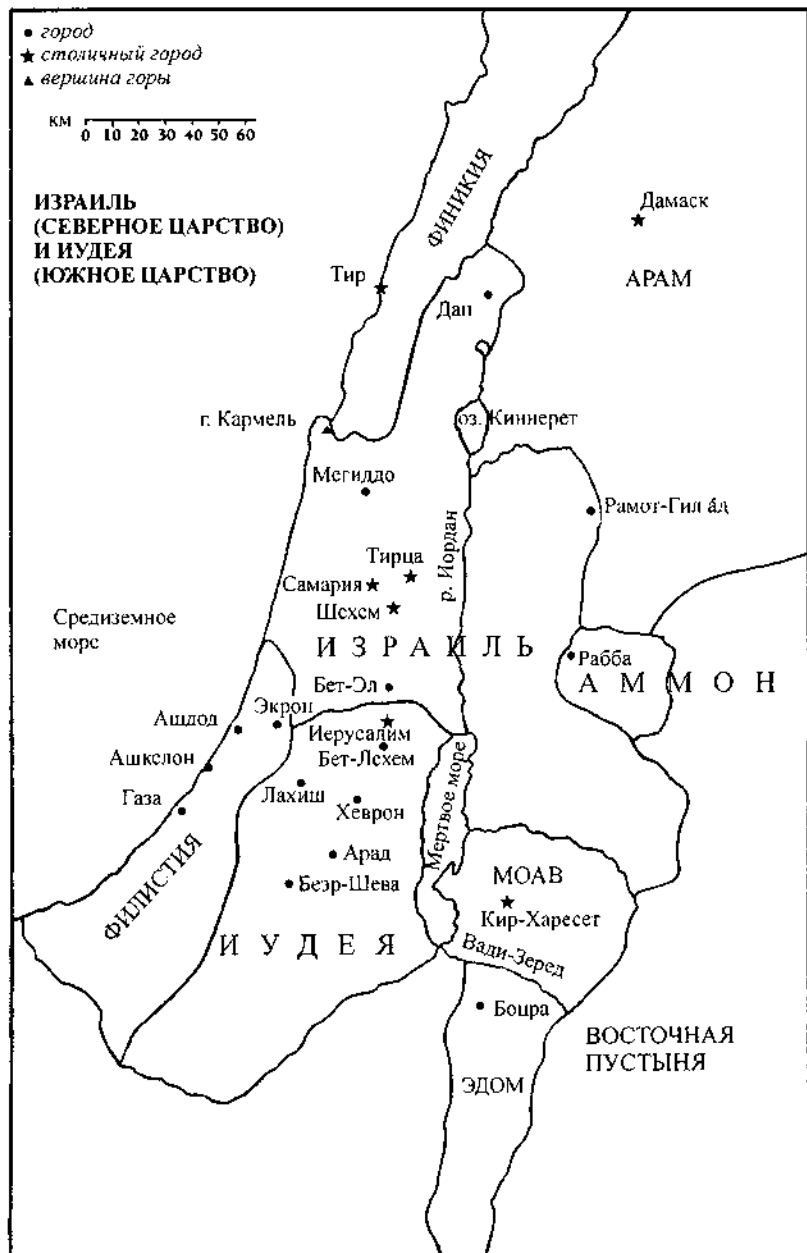 город
столичный город
вершина горы
км 0 10 20 30 40 50 60
ИЗРАИЛЬ
(СЕВЕРНОЕ ЦАРСТВО)
И ИУДЕЯ
(ЮЖНОЕ ЦАРСТВО)
ФИНИКИЯ
Дамаск
Тир
АРАМ
Дан
г. Кармель
оз. Киннерет
Мегиддо
Рамот-Гил áд
р. Иордан
Тирца
Самария
Шехем
Средиземное
море
ИЗРАИЛЬ
Рабба
АММОН
Бет-Эл
Экрон
Ашдод
Иерусалим
Бет-Лехем
Ашкелон
Лахиш
Газа
Хеврон
Мертвое море
Арад
Беэр-Шева
ФИЛИСТИЯ
МОАВ
Кир-Харесет
ИУДЕЯ
Вади-Зеред
Боцра
ВОСТОЧНАЯ
ПУСТЫНЯ
ЭДОМ